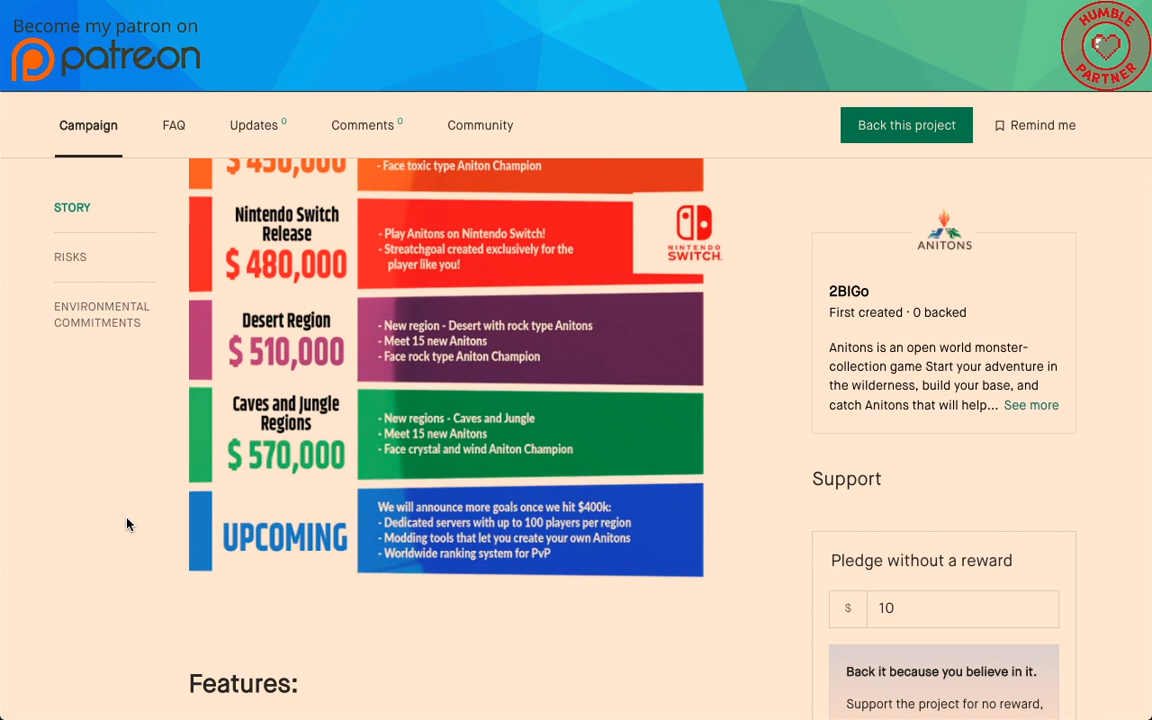 Become my patron on
patreon
HUMBLE
PARTNER
Campaign
FAQ
Updates 0
Comments 0
Community
Back this project
Remind me
STORY
RISKS
ENVIRONMENTAL
COMMITMENTS
$ 450,000
- Face toxic type Aniton Champion
Nintendo Switch
Release
$ 480,000
- Play Anitons on Nintendo Switch!
- Streatchgoal created exclusively for the
player like you!
NINTENDO
SWITCH.
Desert Region
$ 510,000
- New region - Desert with rock type Anitons
- Meet 15 new Anitons
- Face rock type Aniton Champion
Caves and Jungle
Regions
$ 570,000
- New regions - Caves and Jungle
- Meet 15 new Anitons
- Face crystal and wind Aniton Champion
UPCOMING
We will announce more goals once we hit $400k:
- Dedicated servers with up to 100 players per region
- Modding tools that let you create your own Anitons
- Worldwide ranking system for PvP
Features:
ANITONS
2BIGo
First created · 0 backed
Anitons is an open world monster-
collection game Start your adventure in
the wilderness, build your base, and
catch Anitons that will help... See more
Support
Pledge without a reward
$ 10
Back it because you believe in it.
Support the project for no reward,